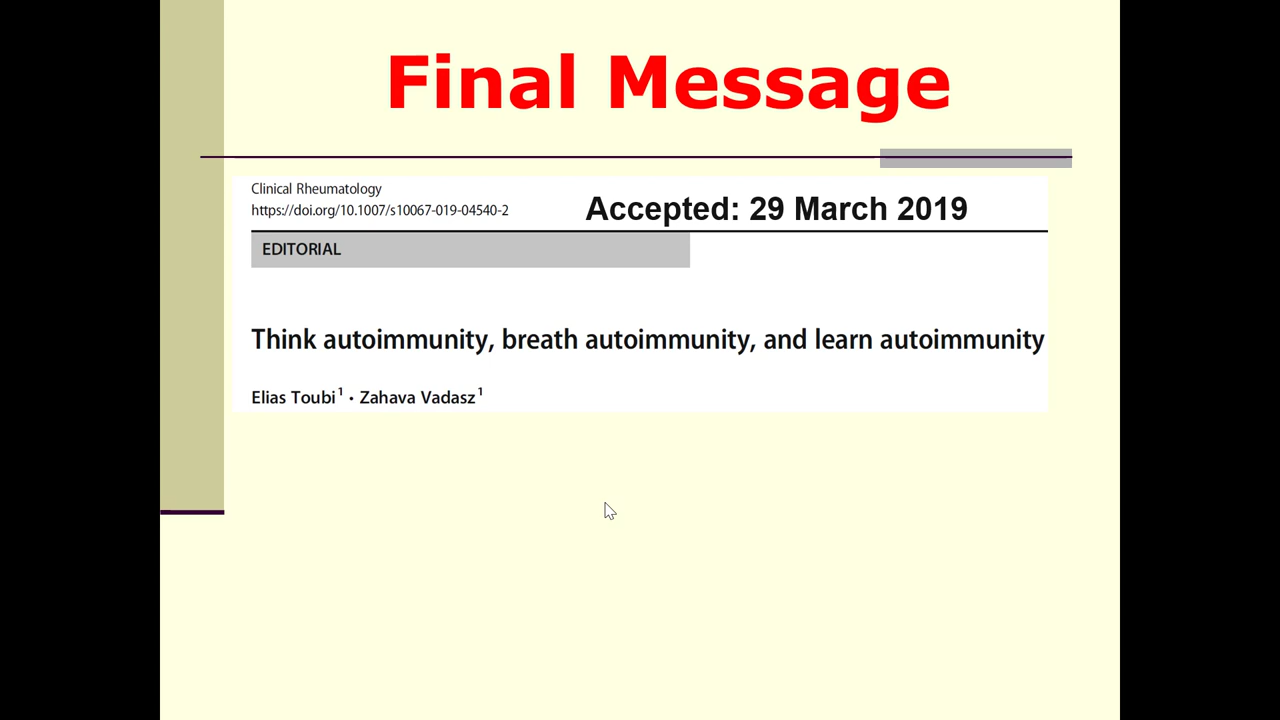 Final Message
Clinical Rheumatology
https://doi.org/10.1007/s10067-019-04540-2
Accepted: 29 March 2019
EDITORIAL
Think autoimmunity, breath autoimmunity, and learn autoimmunity
Elias Toubi¹ • Zahava Vadasz¹